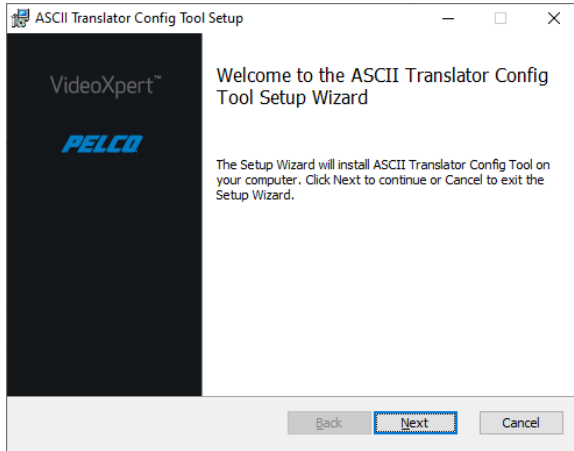 ASCII Translator Config Tool Setup
VideoXpert™
PELCO
Welcome to the ASCII Translator Config
Tool Setup Wizard
The Setup Wizard will install ASCII Translator Config Tool on
your computer. Click Next to continue or Cancel to exit the
Setup Wizard.
Back
Next
Cancel